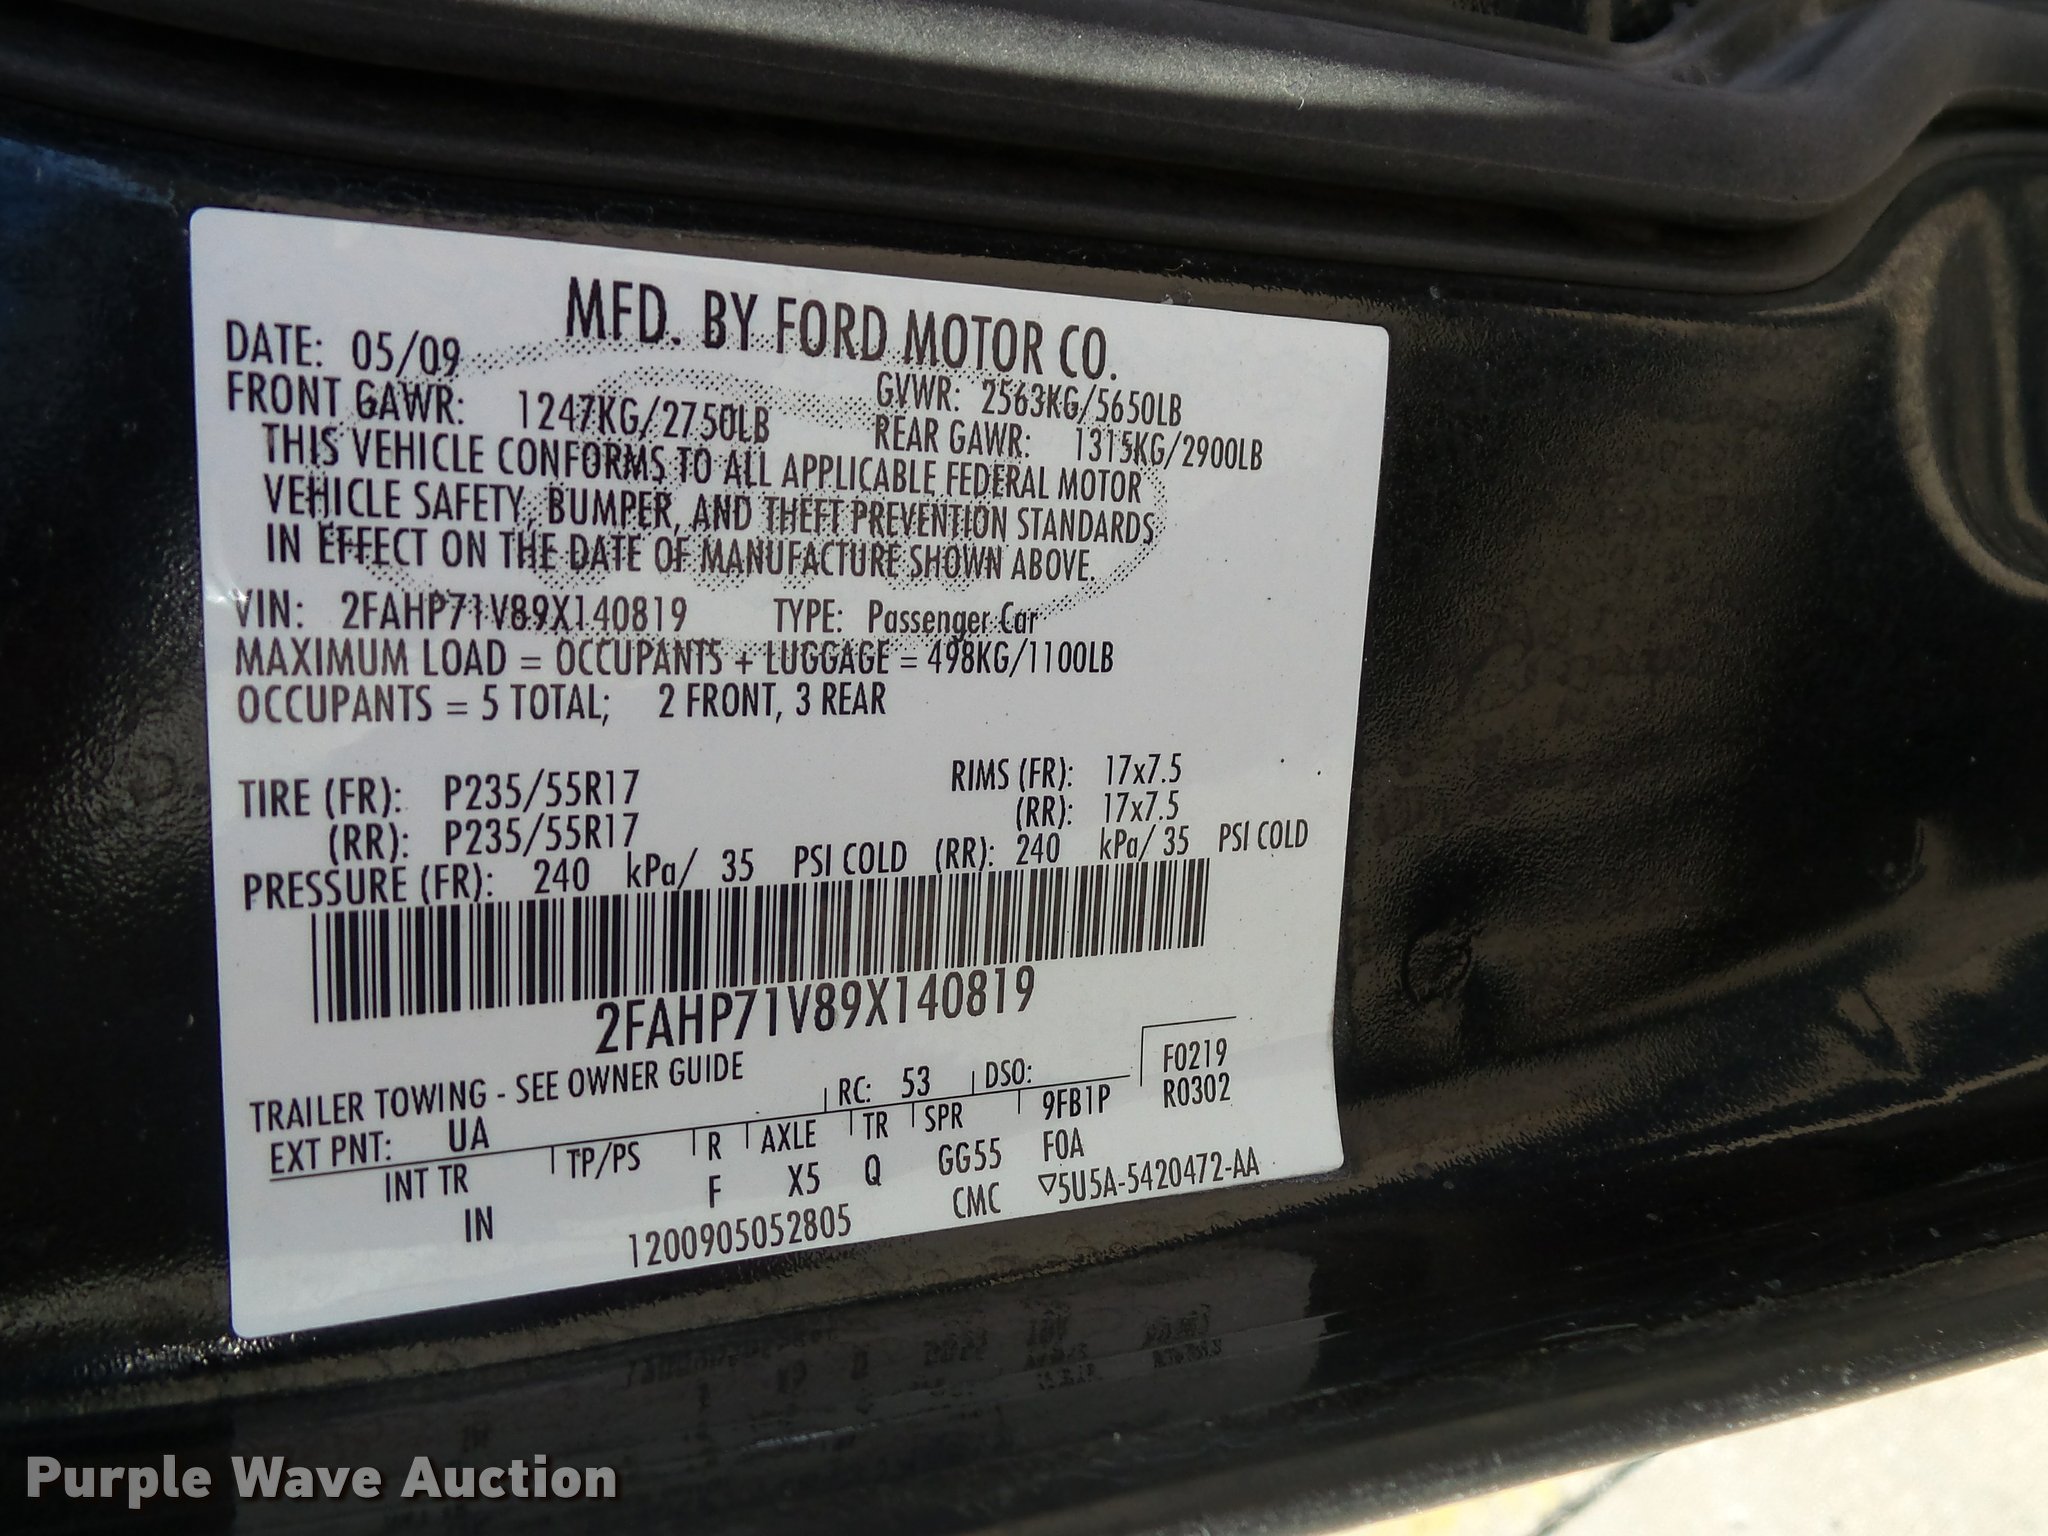 MFD. BY FORD MOTOR CO.
DATE: 05/09
GVWR: 2563KG/5650LB
FRONT GAWR: 1247KG/2750LB
REAR GAWR: 1315KG/2900LB
THIS VEHICLE CONFORMS TO ALL APPLICABLE FEDERAL MOTOR
VEHICLE SAFETY, BUMPER, AND THEFT PREVENTION STANDARDS
IN EFFECT ON THE DATE OF MANUFACTURE SHOWN ABOVE.
VIN: 2FAHP71V89X140819 TYPE: Passenger Car
MAXIMUM LOAD = OCCUPANTS + LUGGAGE = 498KG/1100LB
OCCUPANTS = 5 TOTAL; 2 FRONT, 3 REAR
TIRE (FR): P235/55R17 RIMS (FR): 17x7.5
(RR): P235/55R17 (RR): 17x7.5
PRESSURE (FR): 240 kPa/ 35 PSI COLD (RR): 240 kPa/ 35 PSI COLD
2FAHP71V89X140819
TRAILER TOWING - SEE OWNER GUIDE
F0219
EXT PNT: UA RC: 53 DSO:
R0302
INT TR TP/PS R AXLE TR SPR 9FB1P
IN F X5 Q GG55 FOA
1200905052805 CMC ▽5U5A-5420472-AA
Purple Wave Auction